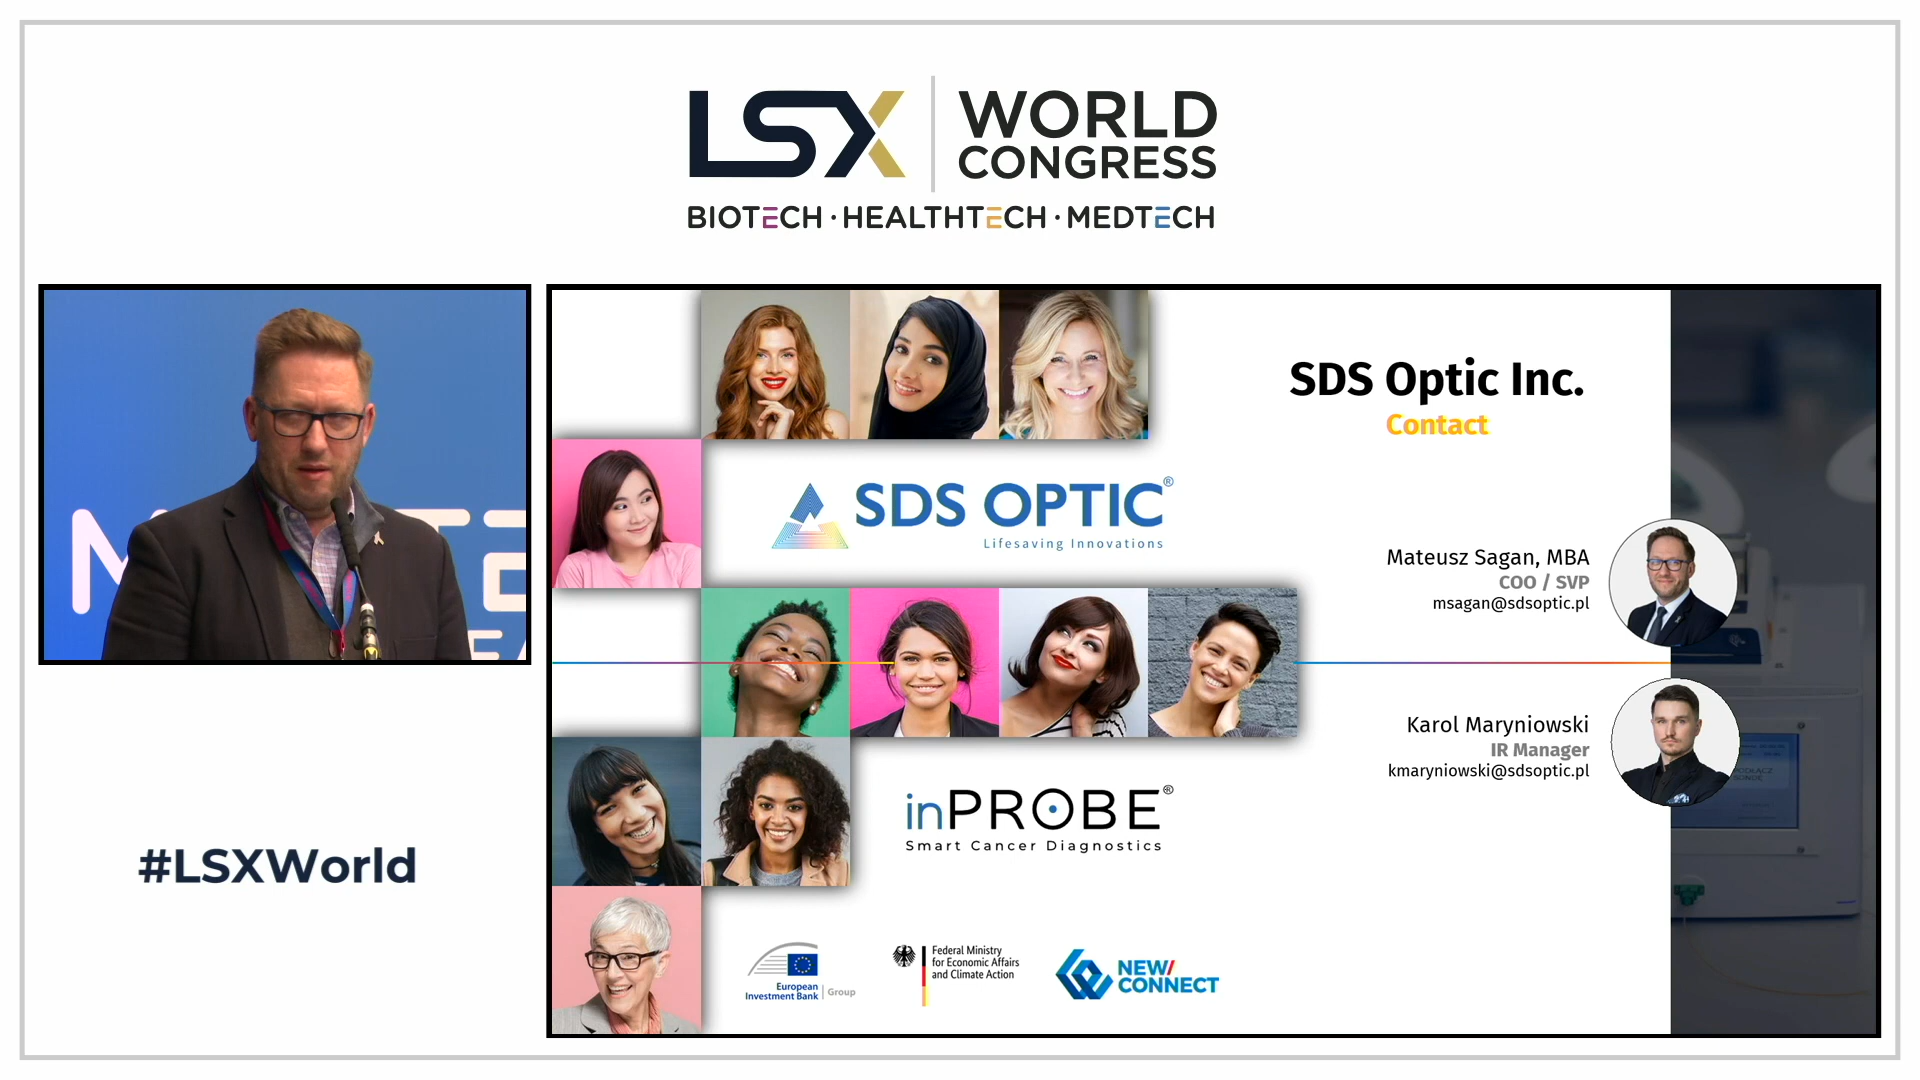 LSX
WORLD
CONGRESS
BIOTECH · HEALTHTECH · MEDTECH
SDS Optic Inc.
Contact
SDS OPTIC®
Lifesaving Innovations
Mateusz Sagan, MBA
COO / SVP
msagan@sdsoptic.pl
Karol Maryniowski
IR Manager
kmaryniowski@sdsoptic.pl
inPROBE®
Smart Cancer Diagnostics
#LSXWorld
European
Investment Bank | Group
Federal Ministry
for Economic Affairs
and Climate Action
NEW/
CONNECT